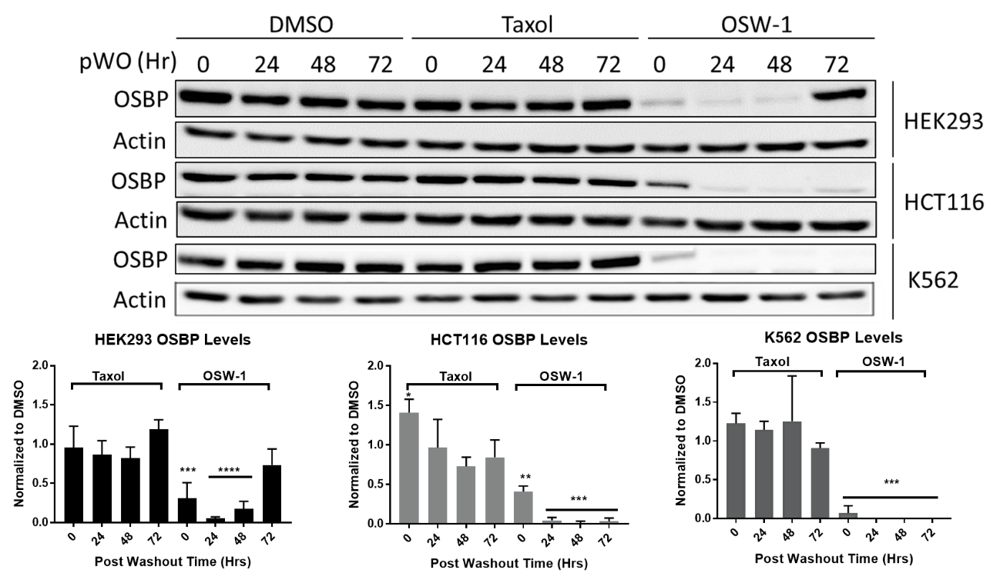 DMSO Taxol OSW-1
pWO (Hr) 0 24 48 72 0 24 48 72 0 24 48 72
OSBP
Actin
HEK293
OSBP
Actin
HCT116
OSBP
Actin
K562
HEK293 OSBP Levels
Normalized to DMSO
2.0
1.5
1.0
0.5
0.0
Taxol OSW-1
*** ****
0 24 48 72 0 24 48 72
Post Washout Time (Hrs)
HCT116 OSBP Levels
Normalized to DMSO
2.0
1.5
1.0
0.5
0.0
Taxol OSW-1
* ** ***
0 24 48 72 0 24 48 72
Post Washout Time (Hrs)
K562 OSBP Levels
Normalized to DMSO
2.0
1.5
1.0
0.5
0.0
Taxol OSW-1
***
0 24 48 72 0 24 48 72
Post Washout Time (Hrs)